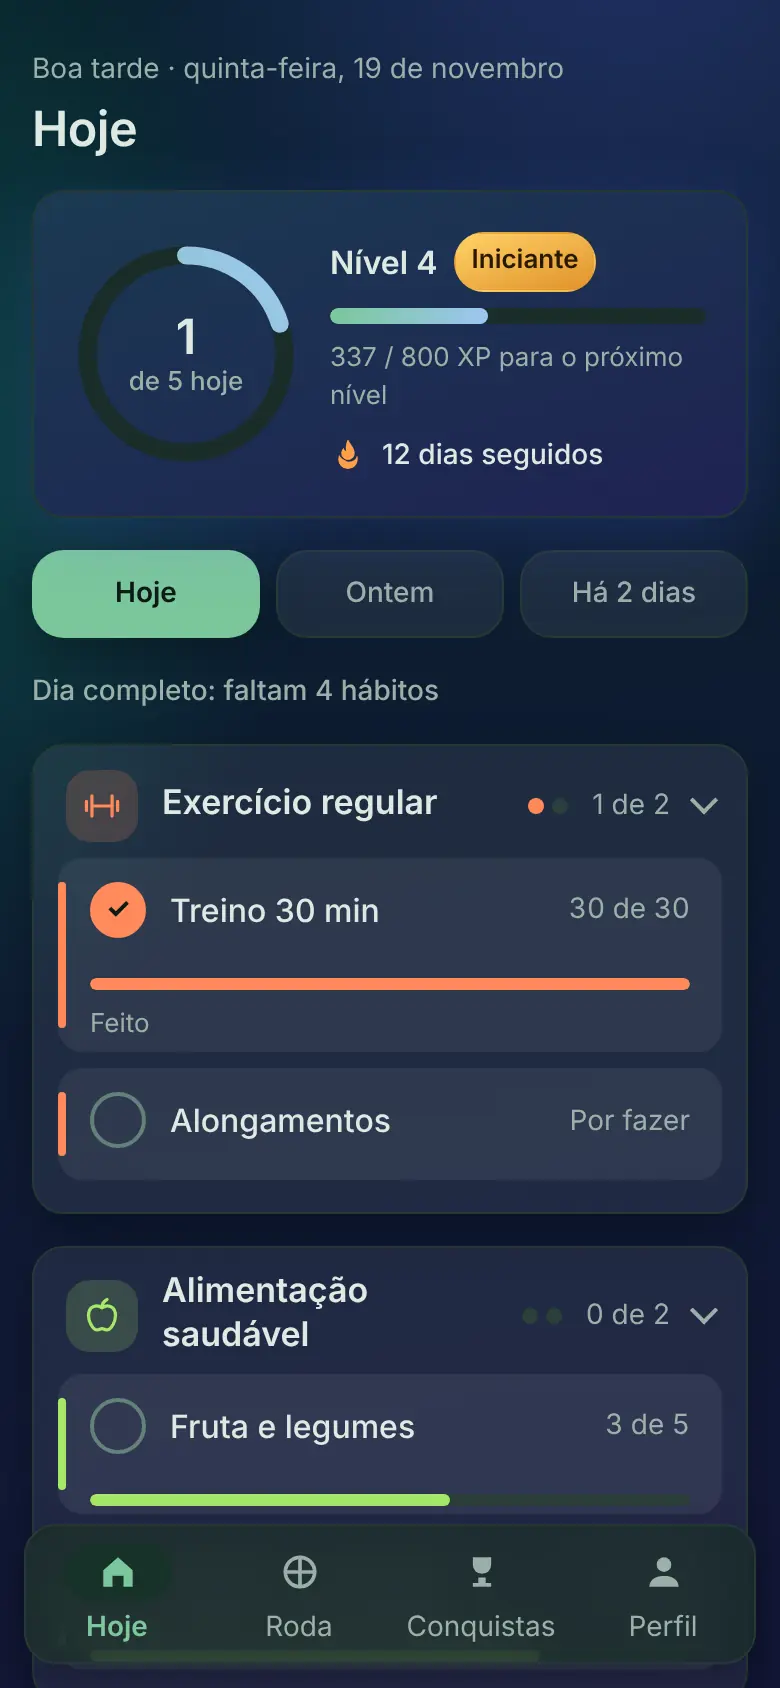 Boa tarde · quinta-feira, 19 de novembro
Hoje
1
de 5 hoje
Nível 4
Iniciante
337 / 800 XP para o próximo
nível
12 dias seguidos
Hoje
Ontem
Há 2 dias
Dia completo: faltam 4 hábitos
Exercício regular
1 de 2
Treino 30 min
30 de 30
Feito
Alongamentos
Por fazer
Alimentação
saudável
0 de 2
Fruta e legumes
3 de 5
Hoje
Roda
Conquistas
Perfil